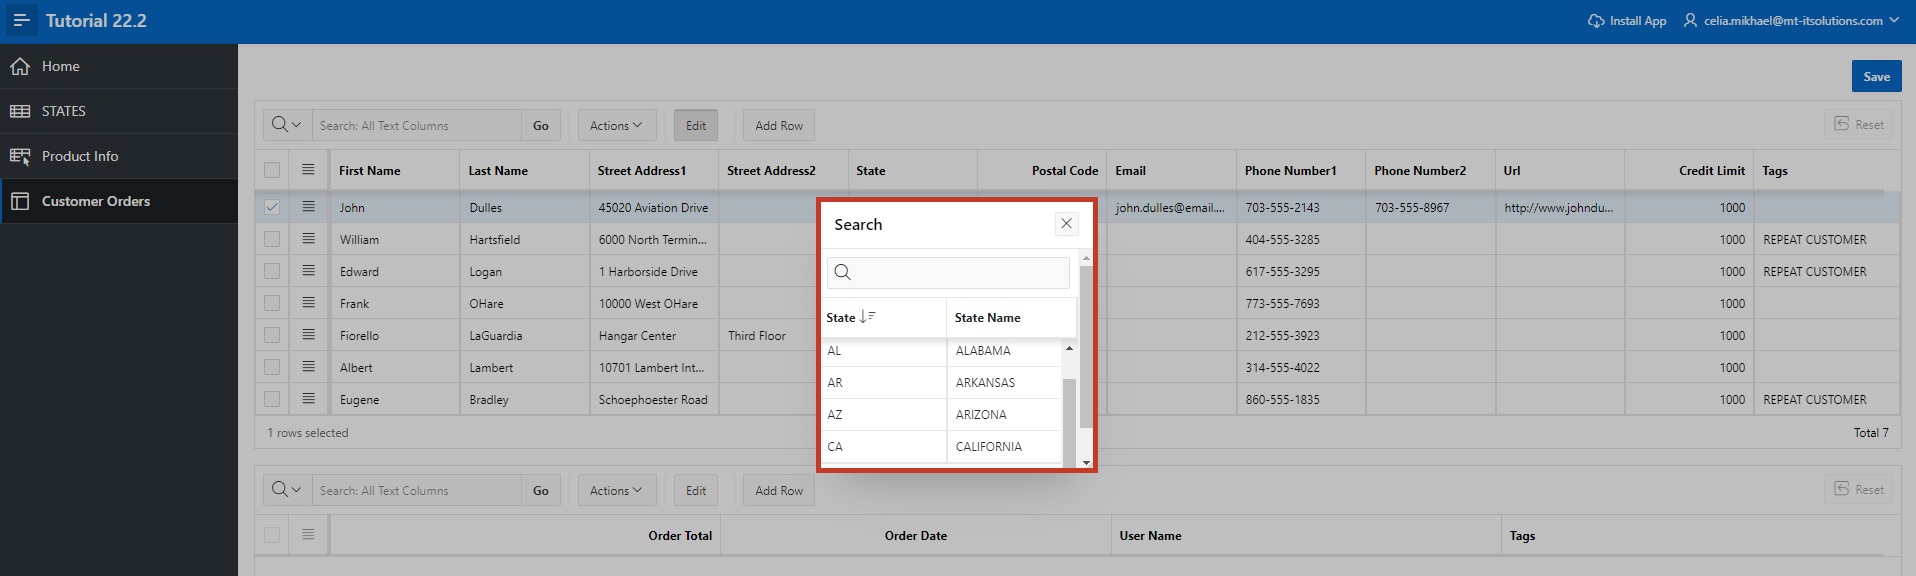 Tutorial 22.2
Install App
celia.mikhael@mt-itsolutions.com
Home
STATES
Product Info
Customer Orders
Save
Search: All Text Columns Go Actions Edit Add Row Reset
First Name Last Name Street Address1 Street Address2 State Postal Code Email Phone Number1 Phone Number2 Url Credit Limit Tags
John Dulles 45020 Aviation Drive john.dulles@email.... 703-555-2143 703-555-8967 http://www.johndu... 1000
William Hartsfield 6000 North Termin... 404-555-3285 1000 REPEAT CUSTOMER
Edward Logan 1 Harborside Drive 617-555-3295 1000 REPEAT CUSTOMER
Frank OHare 10000 West OHare 773-555-7693 1000
Fiorello LaGuardia Hangar Center Third Floor 212-555-3923 1000
Albert Lambert 10701 Lambert Int... 314-555-4022 1000
Eugene Bradley Schoephoester Road 860-555-1835 1000 REPEAT CUSTOMER
1 rows selected Total 7
Search
State State Name
AL ALABAMA
AR ARKANSAS
AZ ARIZONA
CA CALIFORNIA
Search: All Text Columns Go Actions Edit Add Row Reset
Order Total Order Date User Name Tags